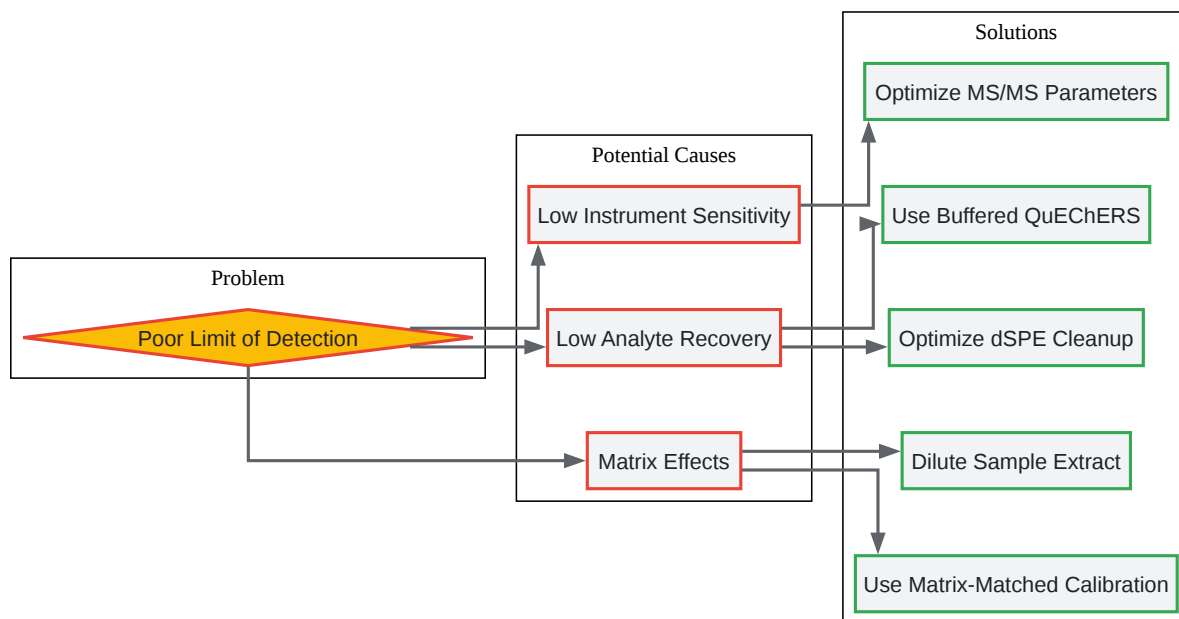 Problem
Poor Limit of Detection
Potential Causes
Low Instrument Sensitivity
Low Analyte Recovery
Matrix Effects
Solutions
Optimize MS/MS Parameters
Use Buffered QuEChERS
Optimize dSPE Cleanup
Dilute Sample Extract
Use Matrix-Matched Calibration